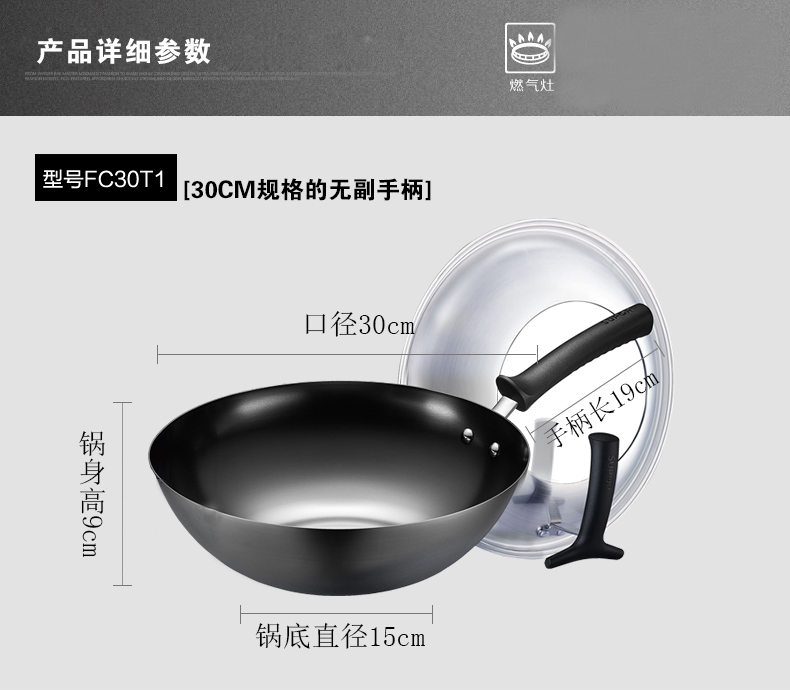 产品详细参数
燃气灶
型号FC30T1
[30CM规格的无副手柄]
口径30cm
手柄长19cm
锅身高9cm
锅底直径15cm